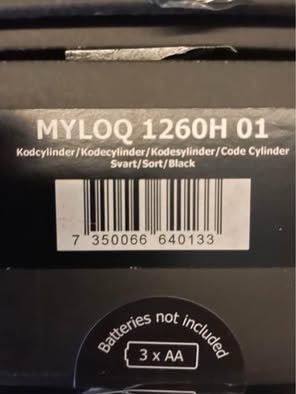 MYLOQ 1260H 01
Kodcylinder/Kodecylinder/Kodesylinder/Code Cylinder
Svart/Sort/Black
7 350066 640133
Batteries not included
3 x AA